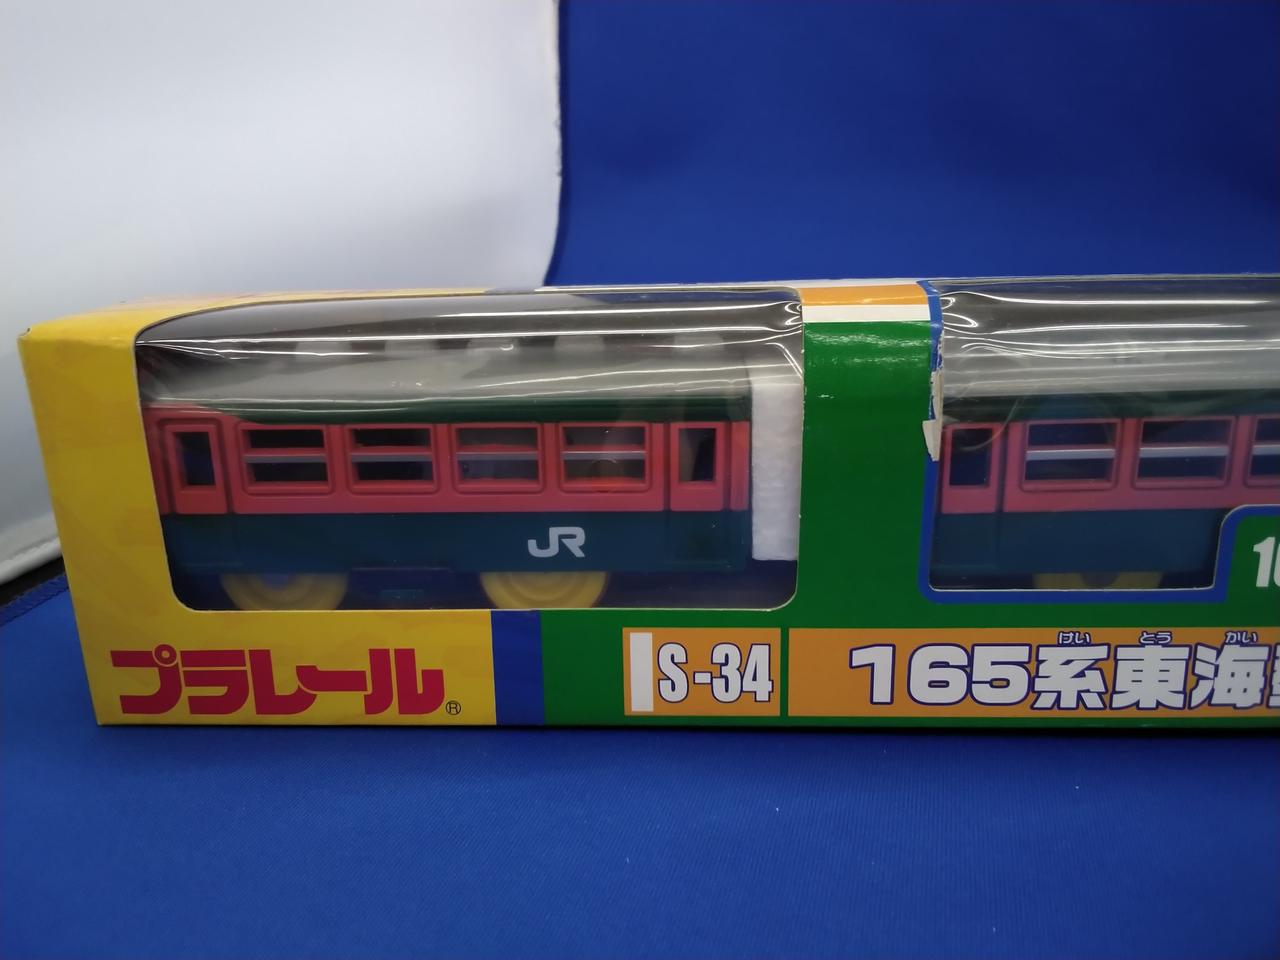 JR
プラレール®
S-34
165系東海
けい とう かい